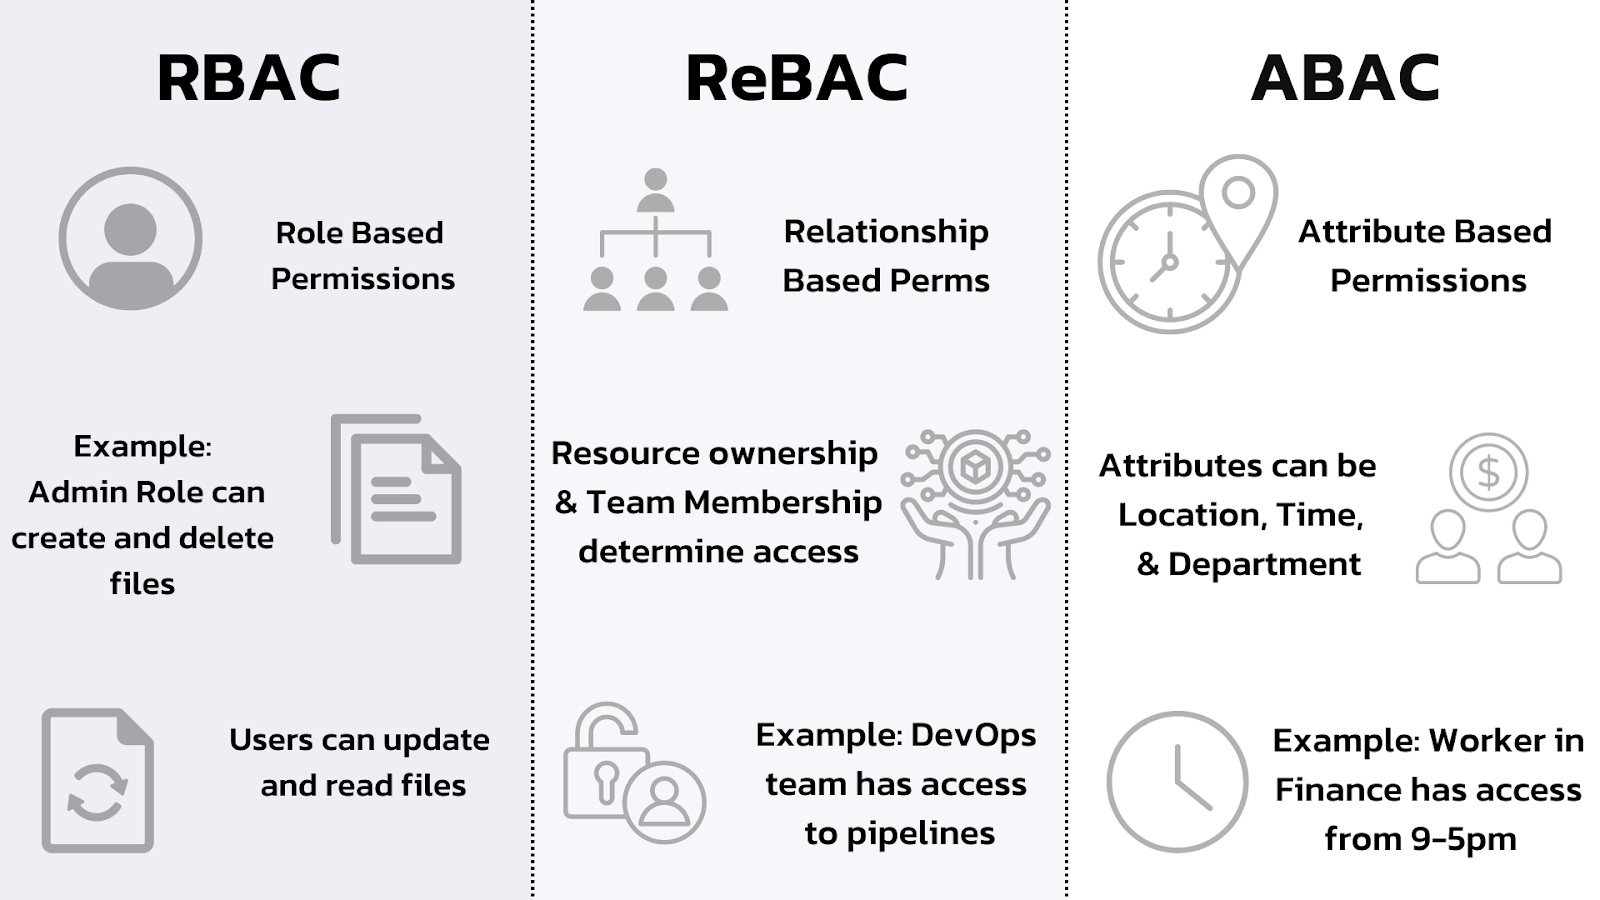 RBAC
Role Based
Permissions
Example:
Admin Role can
create and delete
files
Users can update
and read files
ReBAC
Relationship
Based Perms
Resource ownership
& Team Membership
determine access
Example: DevOps
team has access
to pipelines
ABAC
Attribute Based
Permissions
Attributes can be
Location, Time,
& Department
$
Example: Worker in
Finance has access
from 9-5pm